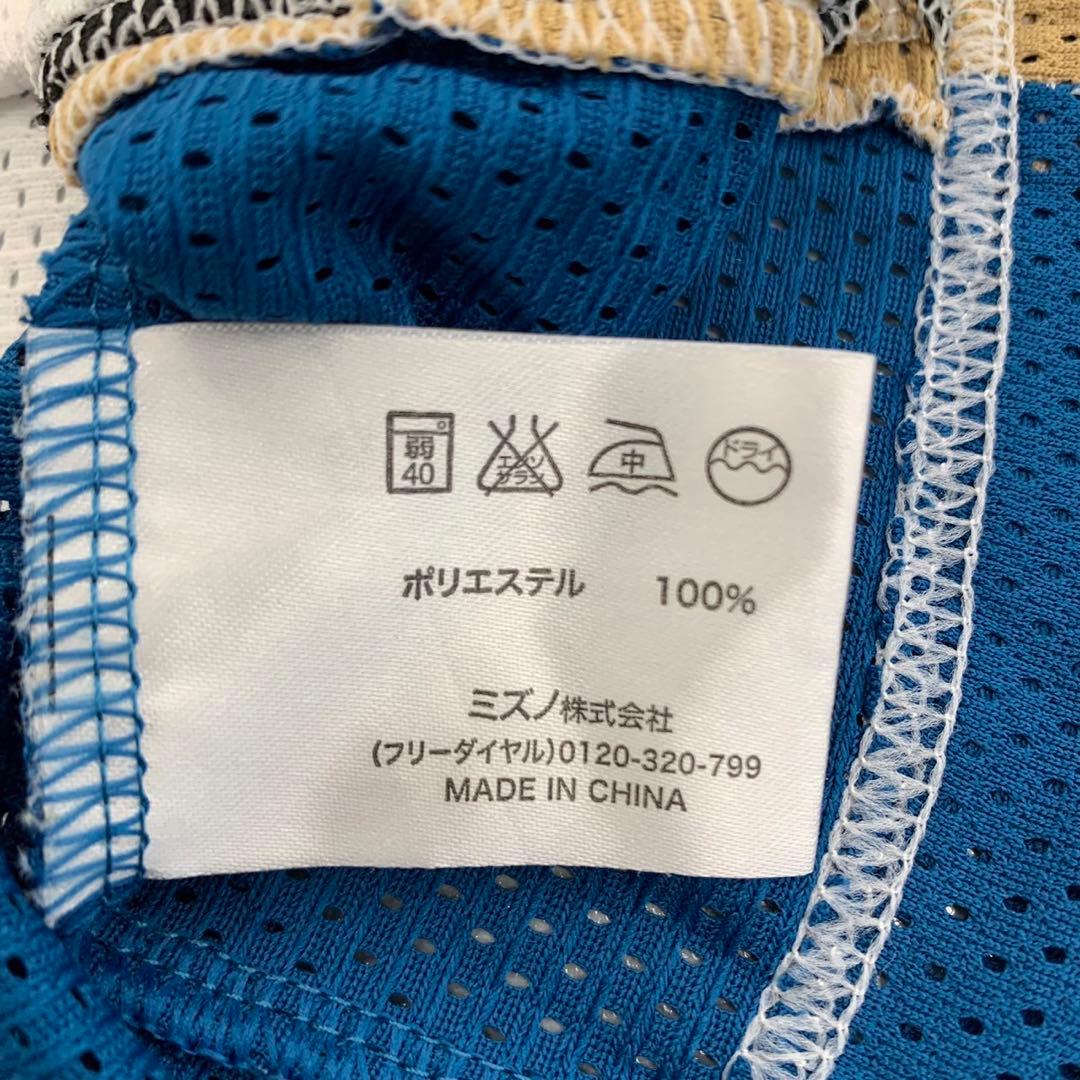 弱 40
エンソ サラシ
中
ドライ
ポリエステル 100%
ミズノ株式会社
(フリーダイヤル)0120-320-799
MADE IN CHINA